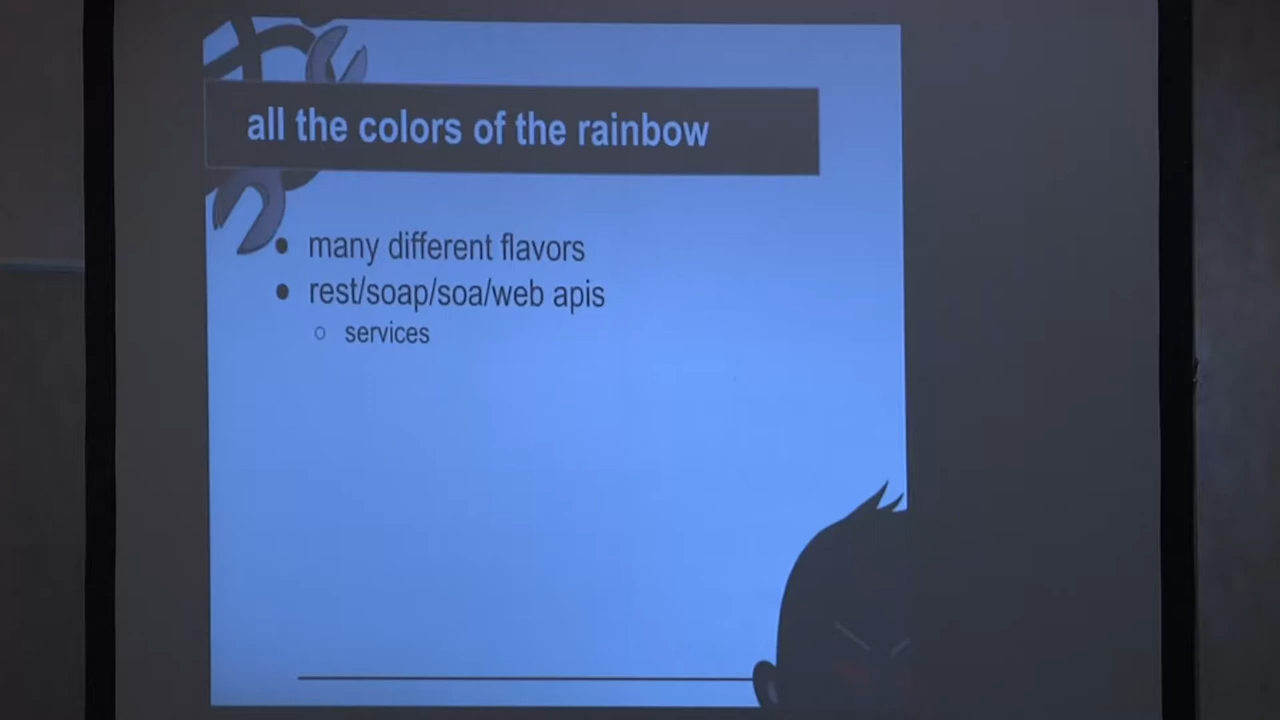 all the colors of the rainbow
many different flavors
rest/soap/soa/web apis
services